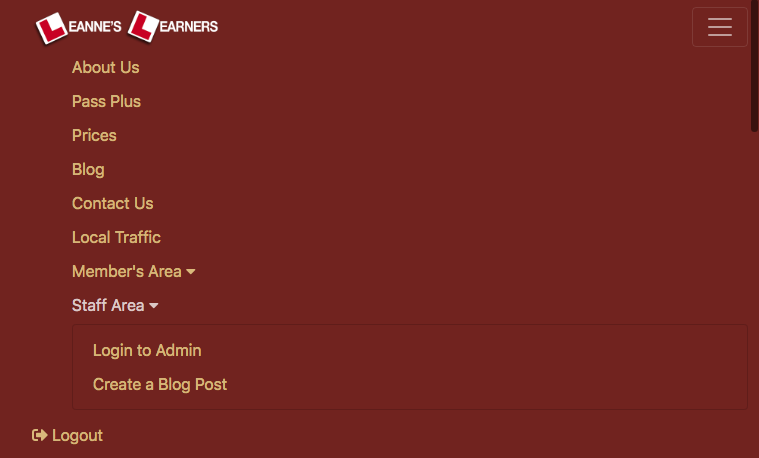 LEANNE'S LEARNERS
About Us
Pass Plus
Prices
Blog
Contact Us
Local Traffic
Member's Area
Staff Area
Login to Admin
Create a Blog Post
Logout